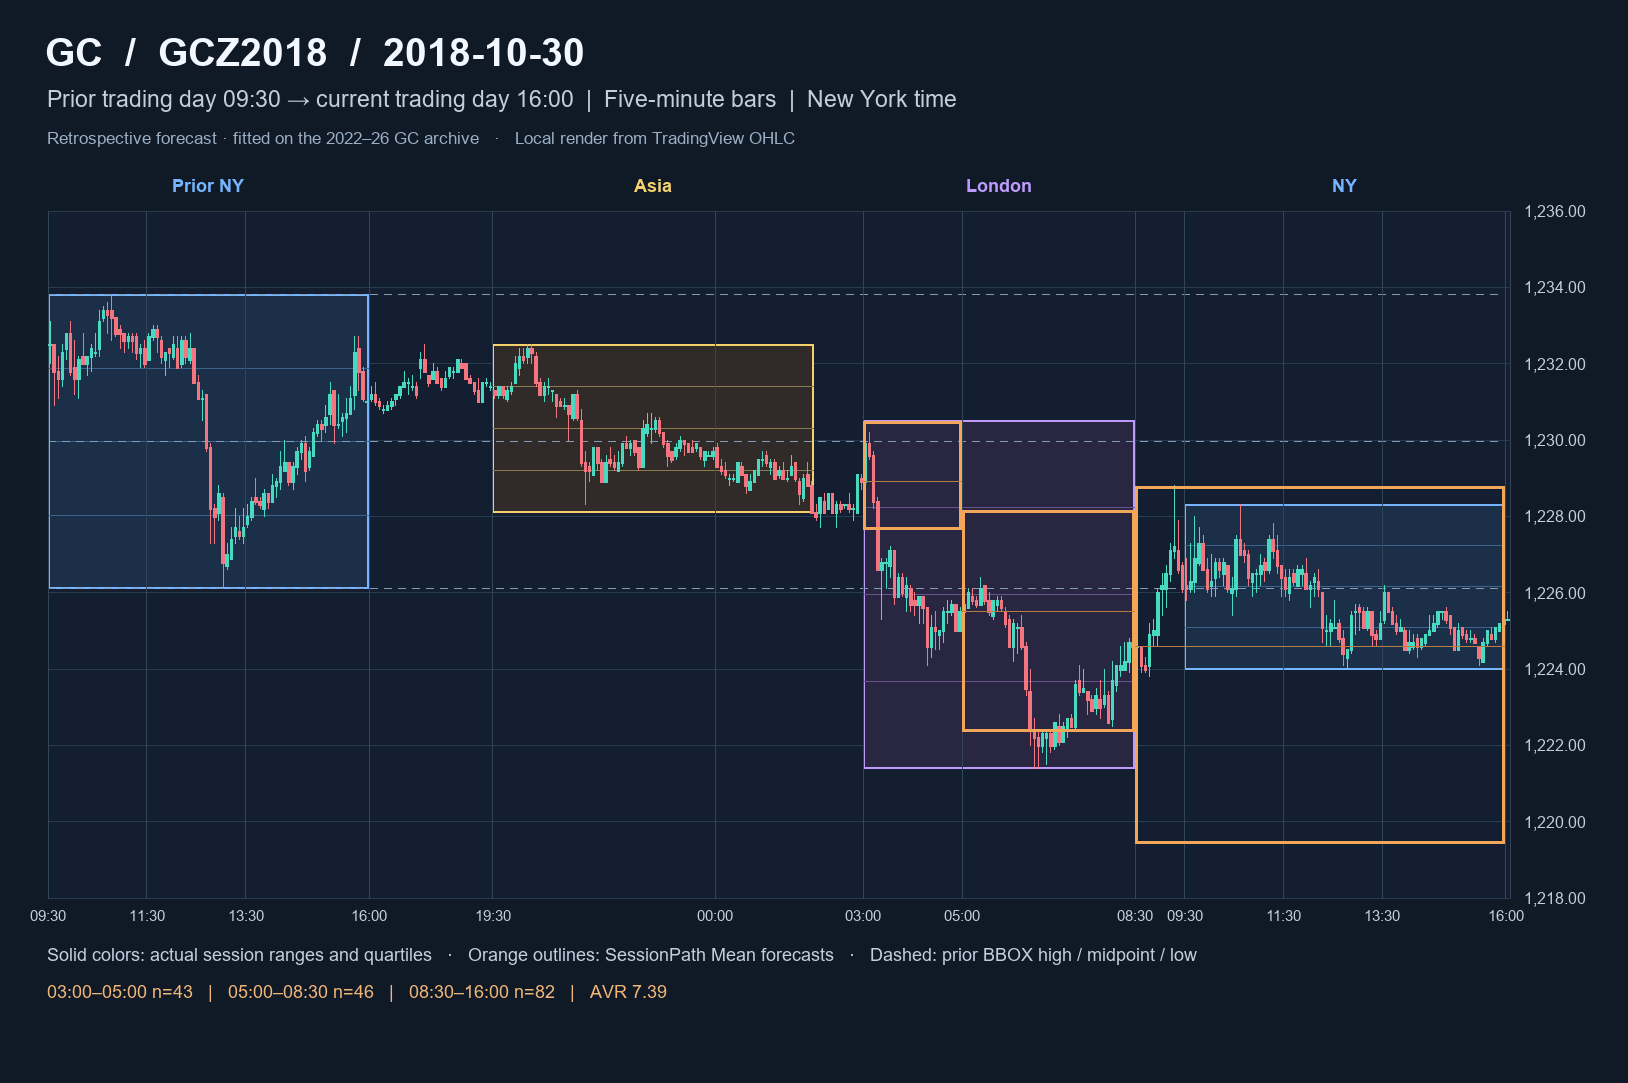 GC / GCZ2018 / 2018-10-30
Prior trading day 09:30 → current trading day 16:00 | Five-minute bars | New York time
Retrospective forecast · fitted on the 2022–26 GC archive · Local render from TradingView OHLC
Prior NY Asia London NY
1,236.00
1,234.00
1,232.00
1,230.00
1,228.00
1,226.00
1,224.00
1,222.00
1,220.00
1,218.00
09:30 11:30 13:30 16:00 19:30 00:00 03:00 05:00 08:30 09:30 11:30 13:30 16:00
Solid colors: actual session ranges and quartiles · Orange outlines: SessionPath Mean forecasts · Dashed: prior BBOX high / midpoint / low
03:00–05:00 n=43 | 05:00–08:30 n=46 | 08:30–16:00 n=82 | AVR 7.39